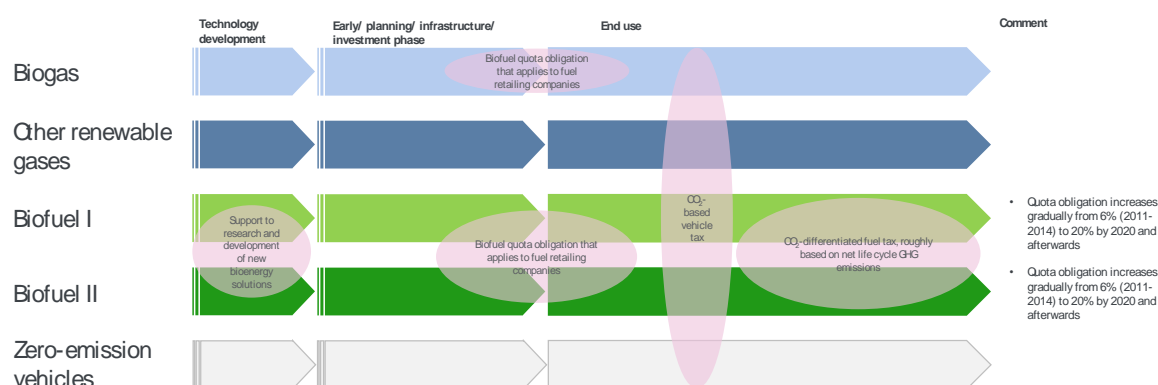 Technology
development
Early/ planning/ infrastructure/
investment phase
End use
Comment
Biogas
Biofuel quota obligation
that applies to fuel
retailing companies
Other renewable
gases
Biofuel I
Biofuel II
Support to
research and
development
of new
bioenergy
solutions
Biofuel quota obligation that
applies to fuel retailing
companies
CO2-
based
vehicle
tax
CO2-differentiated fuel tax, roughly
based on net life cycle GHG
emissions
• Quota obligation increases
gradually from 6% (2011-
2014) to 20% by 2020 and
afterwards
• Quota obligation increases
gradually from 6% (2011-
2014) to 20% by 2020 and
afterwards
Zero-emission
vehicles